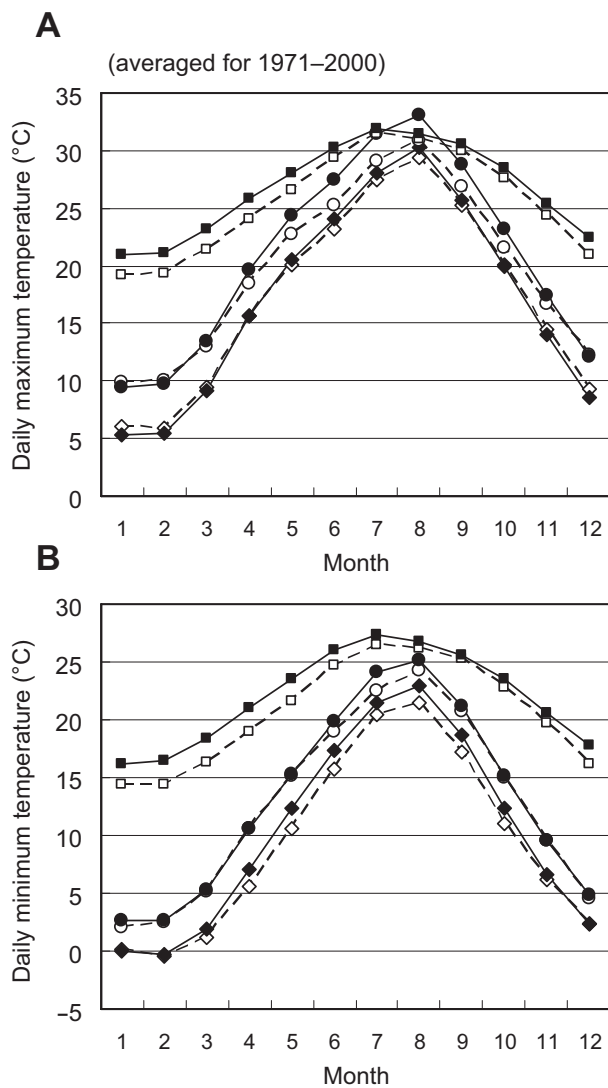 A
(averaged for 1971–2000)
Daily maximum temperature (°C)
35
30
25
20
15
10
5
0
1 2 3 4 5 6 7 8 9 10 11 12
Month
B
Daily minimum temperature (°C)
30
25
20
15
10
5
0
–5
1 2 3 4 5 6 7 8 9 10 11 12
Month